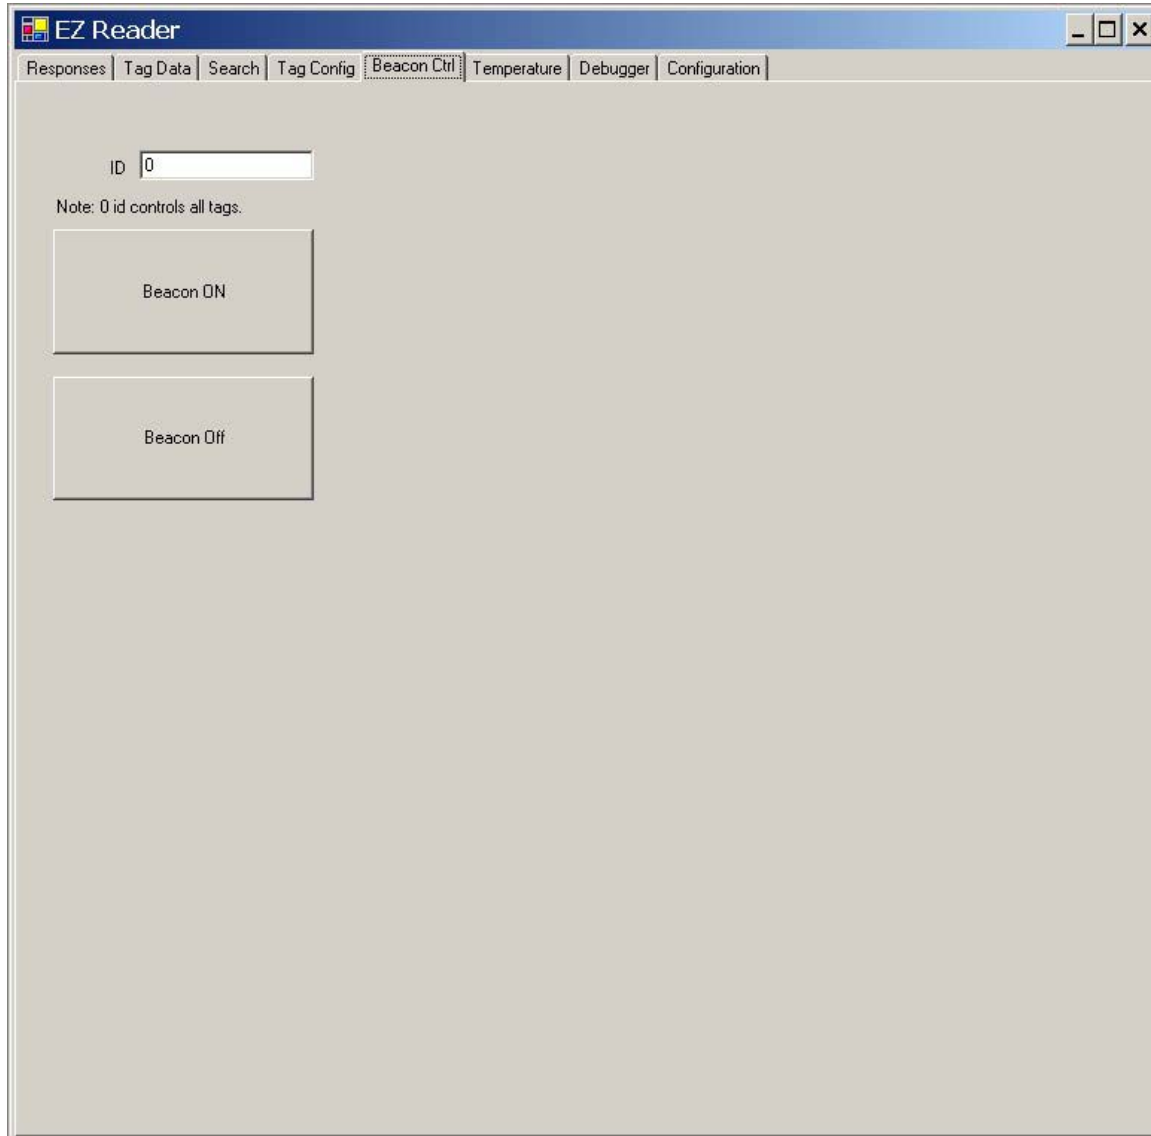 EZ Reader
Responses Tag Data Search Tag Config Beacon Ctrl Temperature Debugger Configuration
ID 0
Note: 0 id controls all tags.
Beacon ON
Beacon Off